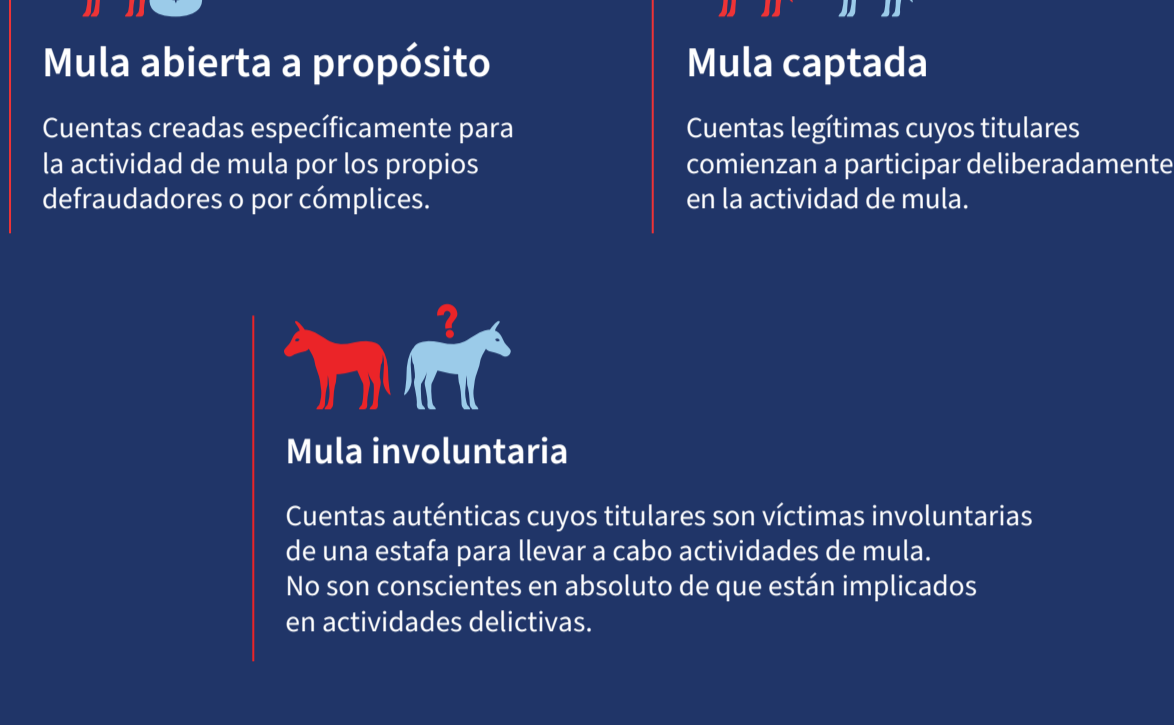 Mula abierta a propósito
Cuentas creadas específicamente para
la actividad de mula por los propios
defraudadores o por cómplices.
Mula captada
Cuentas legítimas cuyos titulares
comienzan a participar deliberadamente
en la actividad de mula.
?
Mula involuntaria
Cuentas auténticas cuyos titulares son víctimas involuntarias
de una estafa para llevar a cabo actividades de mula.
No son conscientes en absoluto de que están implicados
en actividades delictivas.